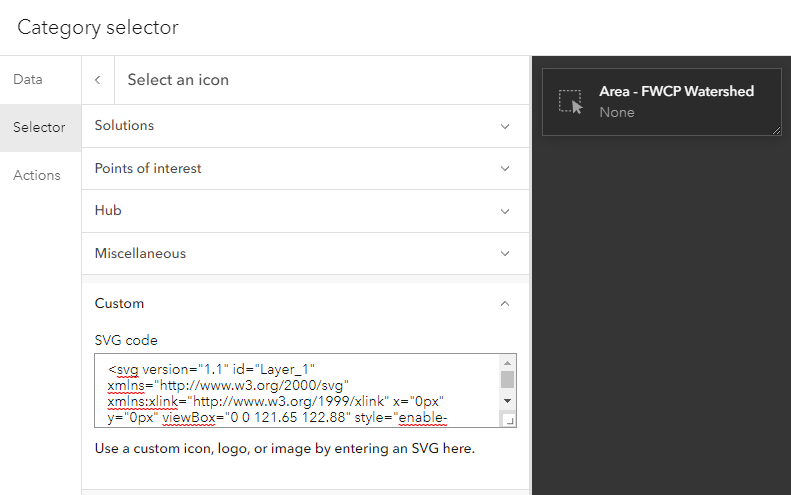 Category selector
Data
Selector
Actions
Select an icon
Solutions
Points of interest
Hub
Miscellaneous
Custom
SVG code
<svg version="1.1" id="Layer_1"
xmlns="http://www.w3.org/2000/svg"
xmlns:xlink="http://www.w3.org/1999/xlink" x="0px"
y="0px" viewBox="0 0 121.65 122.88" style="enable-
Use a custom icon, logo, or image by entering an SVG here.
Area - FWCP Watershed
None